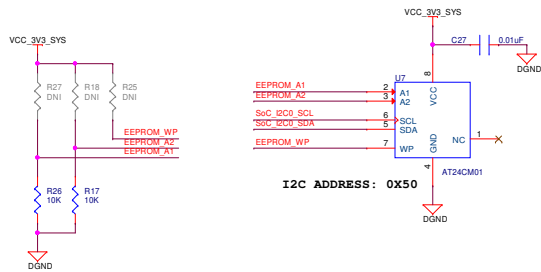 VCC_3V3_SYS
R27
DNI
R18
DNI
R25
DNI
EEPROM_WP
EEPROM_A2
EEPROM_A1
R26
10K
R17
10K
DGND
VCC_3V3_SYS
C27
0.01uF
DGND
U7
8
VCC
EEPROM_A1
2
A1
EEPROM_A2
3
A2
SoC_I2C0_SCL
6
SCL
SoC_I2C0_SDA
5
SDA
EEPROM_WP
7
WP
GND
4
NC
1
AT24CM01
I2C ADDRESS: 0X50
DGND